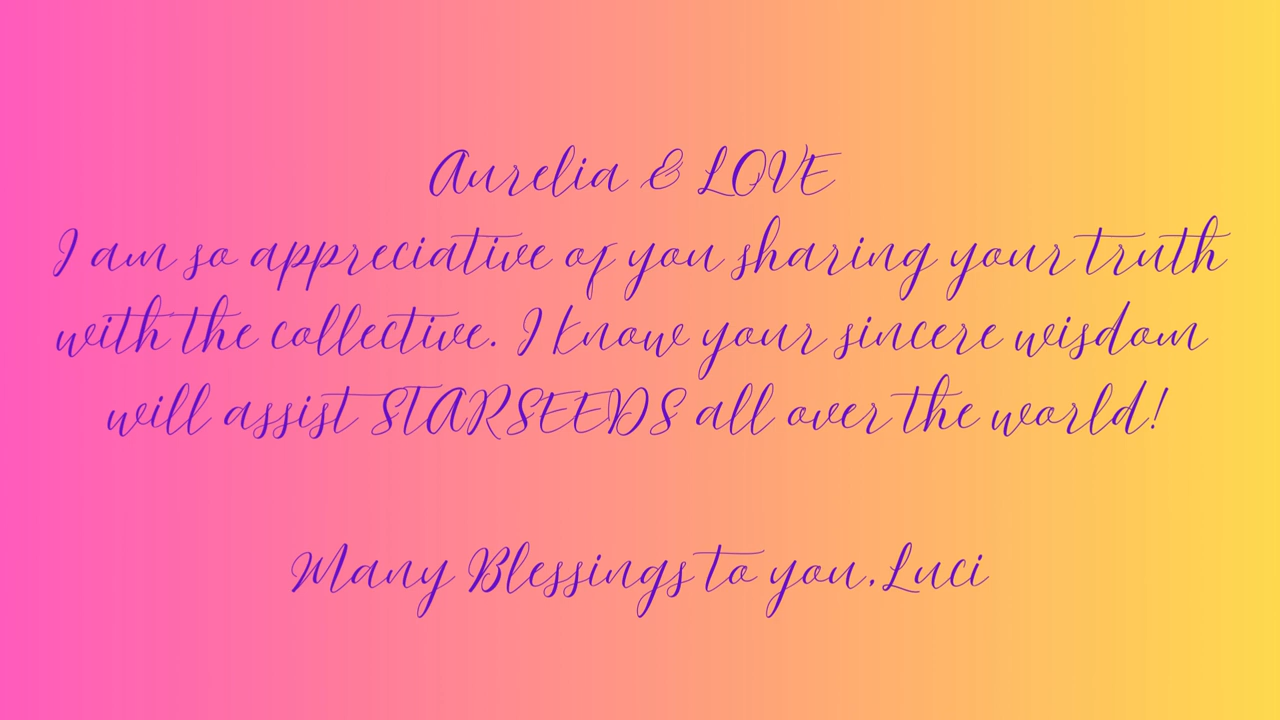 Aurelia & LOVE
I am so appreciative of you sharing your truth
with the collective. I know your sincere wisdom
will assist STARSEEDS all over the world!
Many Blessings to you, Luci